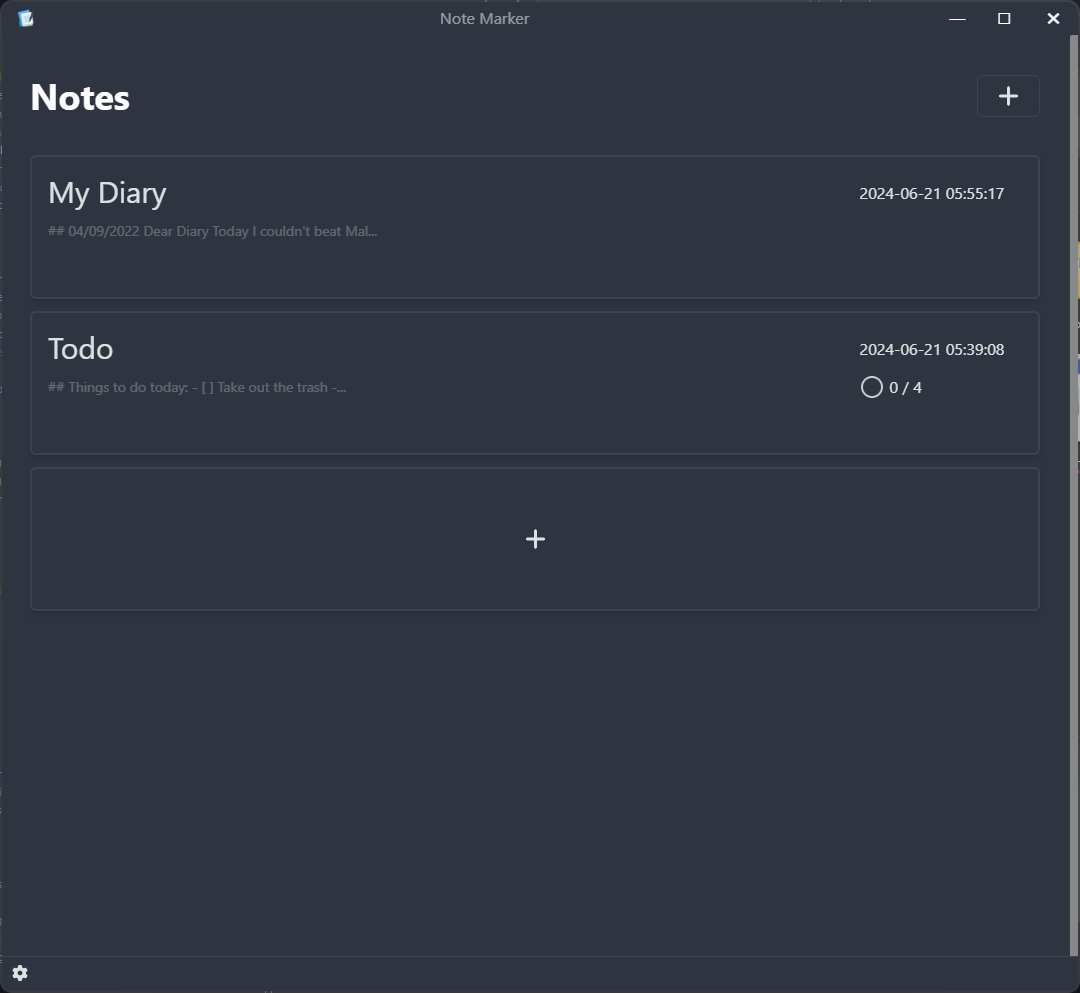 Note Marker
Notes
My Diary
2024-06-21 05:55:17
## 04/09/2022 Dear Diary Today I couldn't beat Mal...
Todo
2024-06-21 05:39:08
## Things to do today: - [ ] Take out the trash -...
0 / 4